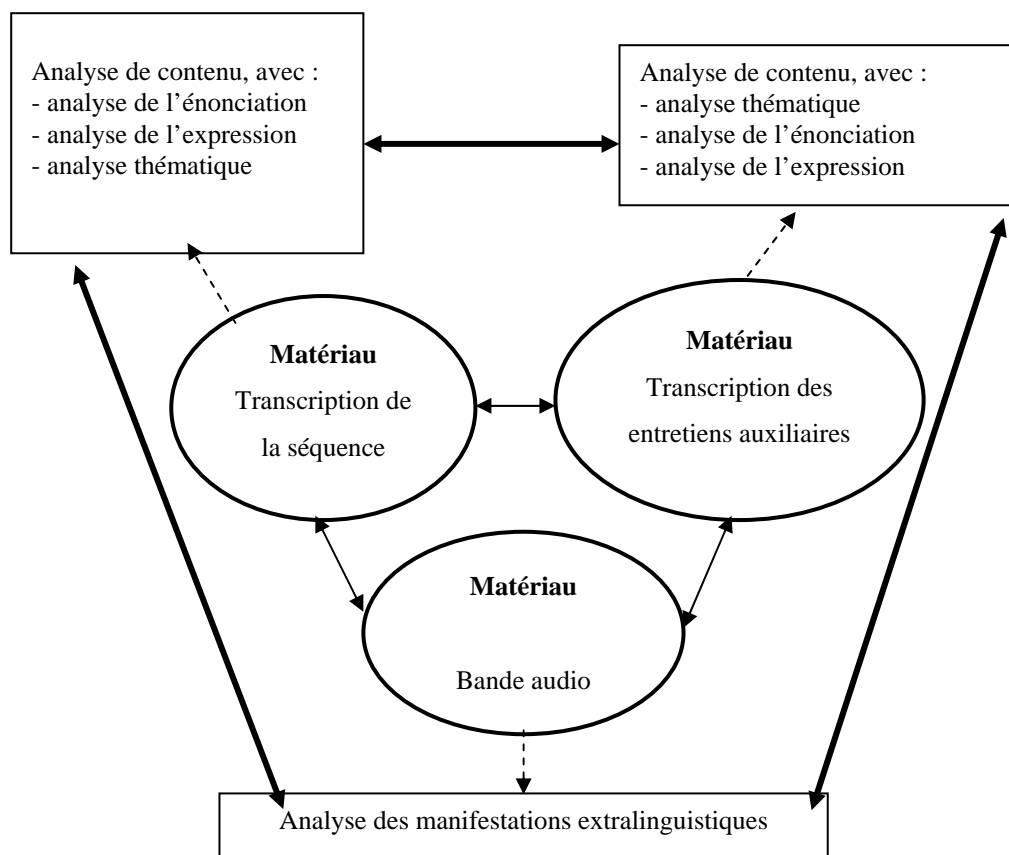 Analyse de contenu, avec :
- analyse de l’énonciation
- analyse de l’expression
- analyse thématique
Analyse de contenu, avec :
- analyse thématique
- analyse de l’énonciation
- analyse de l’expression
Matériau
Transcription de
la séquence
Matériau
Transcription des
entretiens auxiliaires
Matériau
Bande audio
Analyse des manifestations extralinguistiques